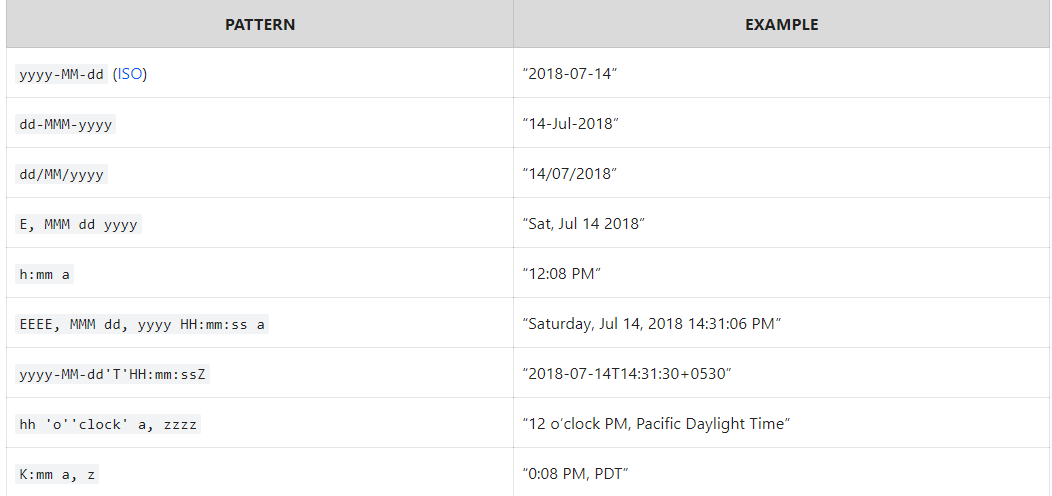 PATTERN EXAMPLE
yyyy-MM-dd (ISO) “2018-07-14”
dd-MMM-yyyy “14-Jul-2018”
dd/MM/yyyy “14/07/2018”
E, MMM dd yyyy “Sat, Jul 14 2018”
h:mm a “12:08 PM”
EEEE, MMM dd, yyyy HH:mm:ss a “Saturday, Jul 14, 2018 14:31:06 PM”
yyyy-MM-dd'T'HH:mm:ssZ “2018-07-14T14:31:30+0530”
hh 'o''clock' a, zzzz “12 o’clock PM, Pacific Daylight Time”
K:mm a, z “0:08 PM, PDT”